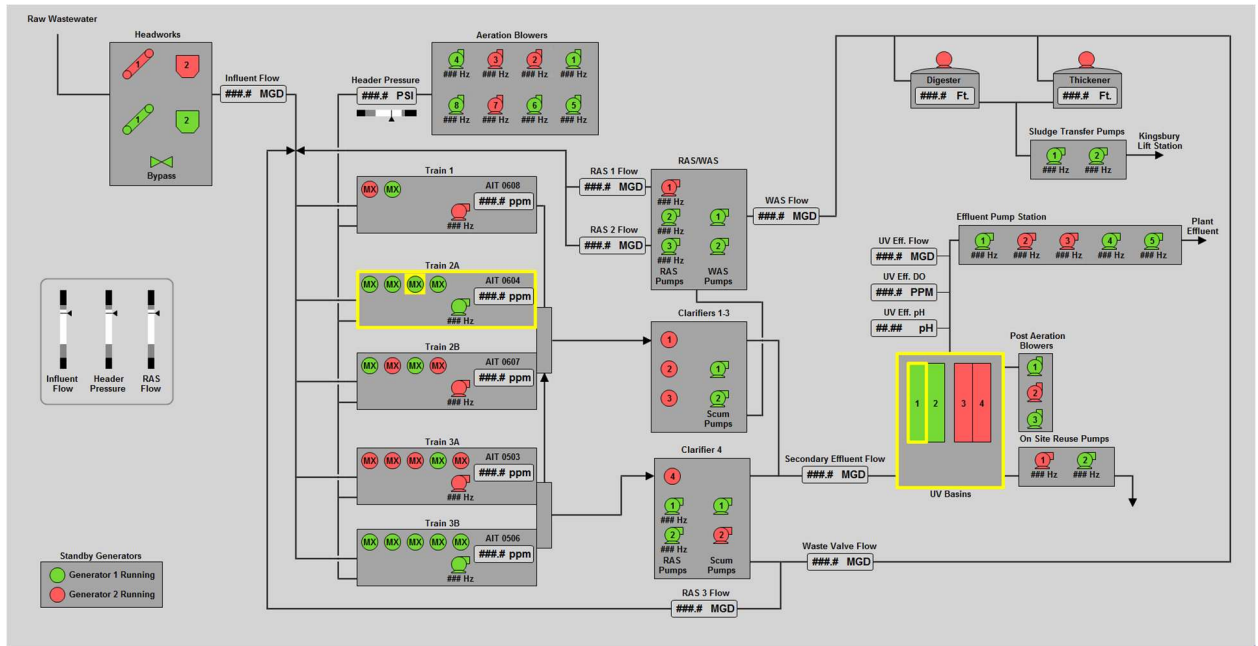 Raw Wastewater
Headworks
1
2
1
2
Bypass
Influent Flow
###.# MGD
Header Pressure
###.# PSI
Aeration Blowers
4 3 2 1
### Hz ### Hz ### Hz ### Hz
8 7 6 5
### Hz ### Hz ### Hz ### Hz
Train 1
MX MX
AIT 0608
###.# ppm
### Hz
Train 2A
MX MX MX MX
AIT 0604
###.# ppm
### Hz
Train 2B
MX MX MX MX
AIT 0607
###.# ppm
### Hz
Train 3A
MX MX MX MX MX
AIT 0503
###.# ppm
### Hz
Train 3B
MX MX MX MX MX
AIT 0506
###.# ppm
### Hz
Influent
Flow
Header
Pressure
RAS
Flow
Standby Generators
Generator 1 Running
Generator 2 Running
RAS 1 Flow
###.# MGD
RAS 2 Flow
###.# MGD
RAS/WAS
1
### Hz
2
### Hz
3
### Hz
RAS
Pumps
1
2
WAS
Pumps
WAS Flow
###.# MGD
Clarifiers 1-3
1
2
3
1
2
Scum
Pumps
Clarifier 4
4
1
### Hz
2
### Hz
RAS
Pumps
1
2
Scum
Pumps
RAS 3 Flow
###.# MGD
Secondary Effluent Flow
###.# MGD
Waste Valve Flow
###.# MGD
Digester
###.# Ft.
Thickener
###.# Ft.
Sludge Transfer Pumps
1 2
### Hz ### Hz
Kingsbury
Lift Station
Effluent Pump Station
1 2 3 4 5
### Hz ### Hz ### Hz ### Hz ### Hz
Plant
Effluent
UV Eff. Flow
###.# MGD
UV Eff. DO
###.# PPM
UV Eff. pH
##.## pH
1 2 3 4
UV Basins
Post Aeration
Blowers
1
2
3
On Site Reuse Pumps
1 2
### Hz ### Hz